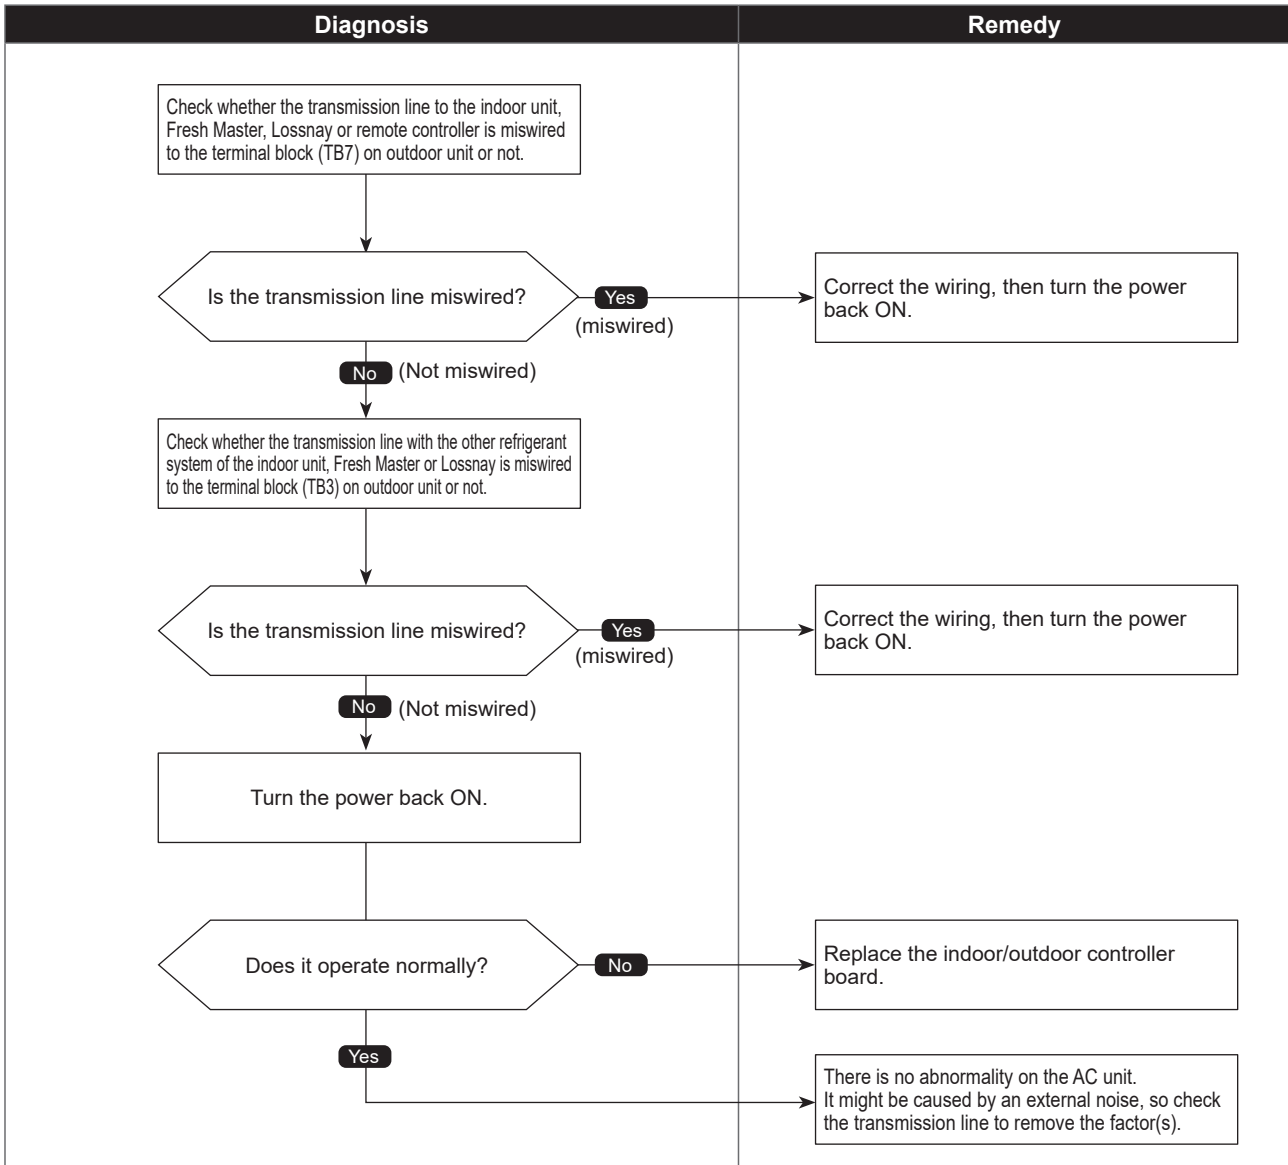 Diagnosis
Remedy
Check whether the transmission line to the indoor unit,
Fresh Master, Lossnay or remote controller is miswired
to the terminal block (TB7) on outdoor unit or not.
Is the transmission line miswired?
Yes
(miswired)
Correct the wiring, then turn the power
back ON.
No (Not miswired)
Check whether the transmission line with the other refrigerant
system of the indoor unit, Fresh Master or Lossnay is miswired
to the terminal block (TB3) on outdoor unit or not.
Is the transmission line miswired?
Yes
(miswired)
Correct the wiring, then turn the power
back ON.
No (Not miswired)
Turn the power back ON.
Does it operate normally?
No
Replace the indoor/outdoor controller
board.
Yes
There is no abnormality on the AC unit.
It might be caused by an external noise, so check
the transmission line to remove the factor(s).